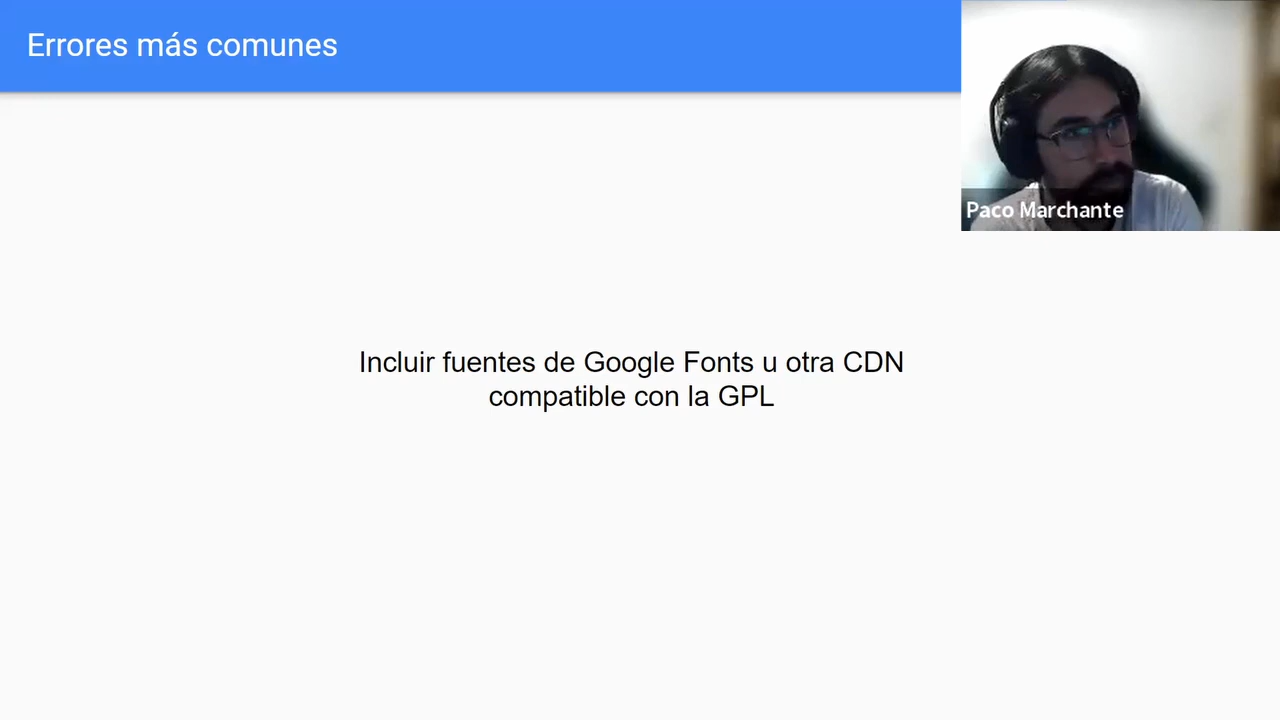 Errores más comunes
Paco Marchante
Incluir fuentes de Google Fonts u otra CDN
compatible con la GPL